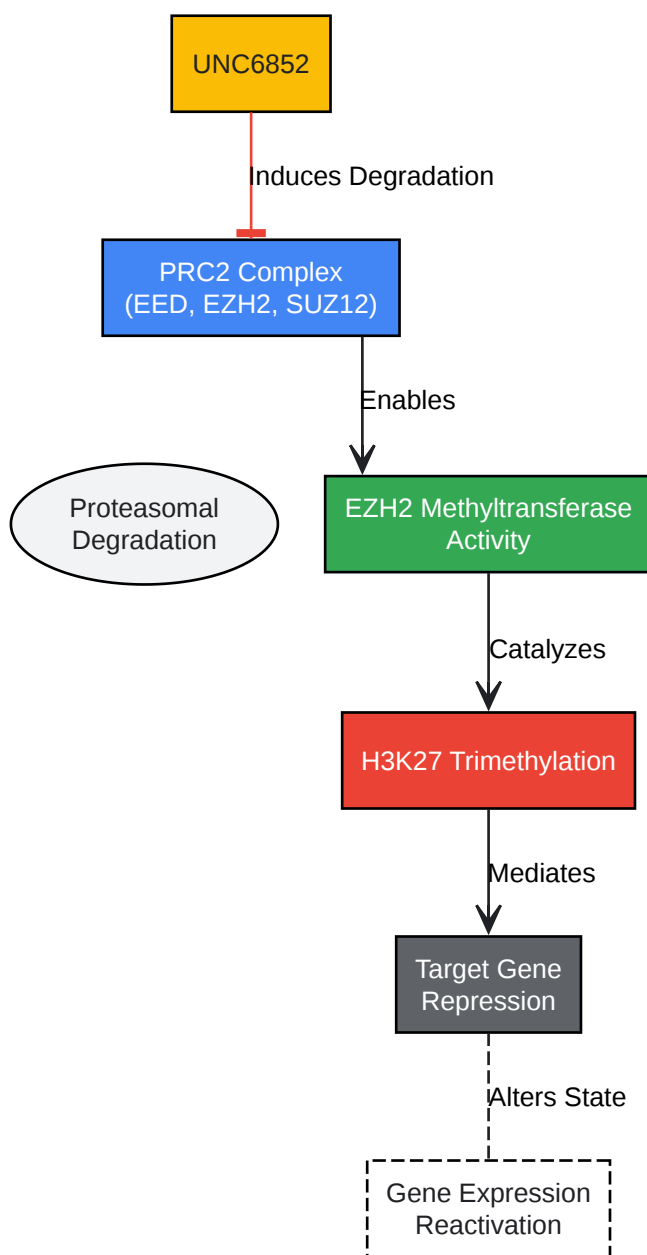 UNC6852
Induces Degradation
PRC2 Complex
(EED, EZH2, SUZ12)
Enables
Proteasomal
Degradation
EZH2 Methyltransferase
Activity
Catalyzes
H3K27 Trimethylation
Mediates
Target Gene
Repression
Alters State
Gene Expression
Reactivation